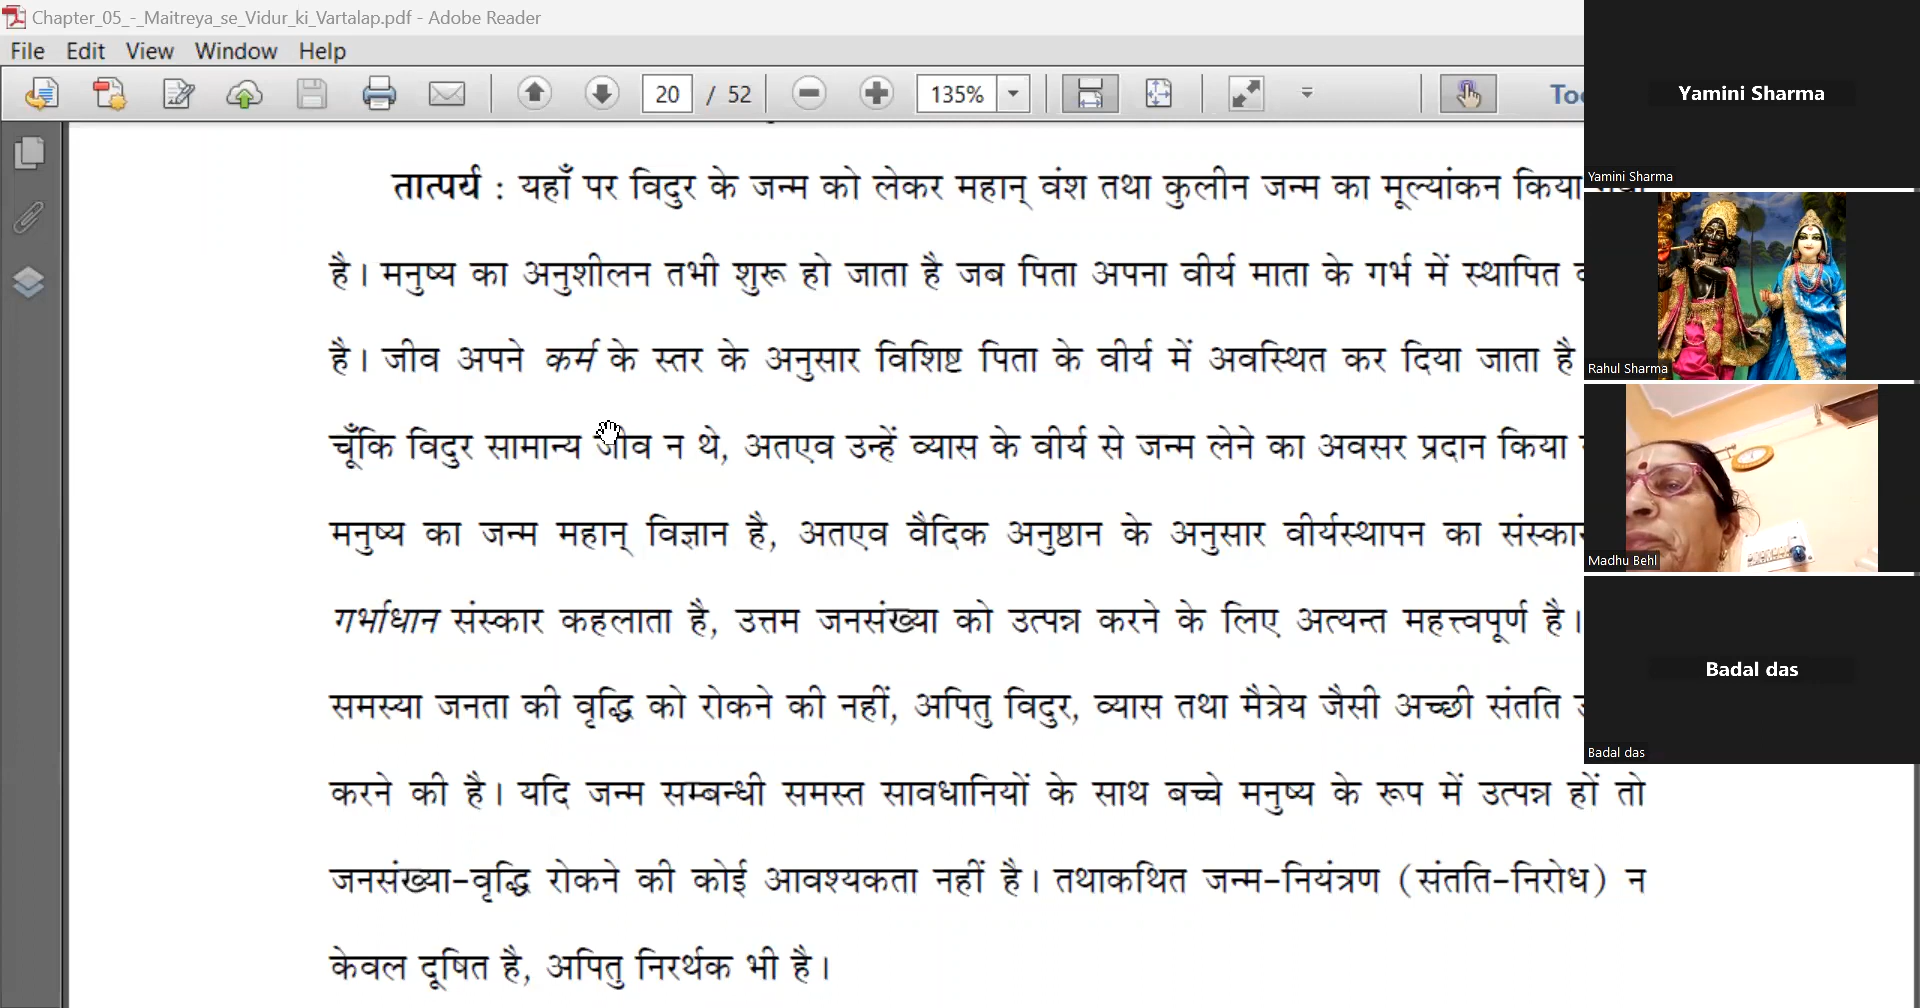 Chapter_05_-_Maitreya_se_Vidur_ki_Vartalap.pdf - Adobe Reader
File Edit View Window Help
20 / 52 135%
Yamini Sharma
Yamini Sharma
तात्पर्य : यहाँ पर विदुर के जन्म को लेकर महान् वंश तथा कुलीन जन्म का मूल्यांकन किया
है। मनुष्य का अनुशीलन तभी शुरू हो जाता है जब पिता अपना वीर्य माता के गर्भ में स्थापित
है। जीव अपने कर्म के स्तर के अनुसार विशिष्ट पिता के वीर्य में अवस्थित कर दिया जाता है
Rahul Sharma
चूँकि विदुर सामान्य जीव न थे, अतएव उन्हें व्यास के वीर्य से जन्म लेने का अवसर प्रदान किया
मनुष्य का जन्म महान् विज्ञान है, अतएव वैदिक अनुष्ठान के अनुसार वीर्यस्थापन का संस्कार
Madhu Behl
गर्भाधान संस्कार कहलाता है, उत्तम जनसंख्या को उत्पन्न करने के लिए अत्यन्त महत्त्वपूर्ण है।
Badal das
समस्या जनता की वृद्धि को रोकने की नहीं, अपितु विदुर, व्यास तथा मैत्रेय जैसी अच्छी संतति
Badal das
करने की है। यदि जन्म सम्बन्धी समस्त सावधानियों के साथ बच्चे मनुष्य के रूप में उत्पन्न हों तो
जनसंख्या-वृद्धि रोकने की कोई आवश्यकता नहीं है। तथाकथित जन्म-नियंत्रण (संतति-निरोध) न
केवल दूषित है, अपितु निरर्थक भी है।